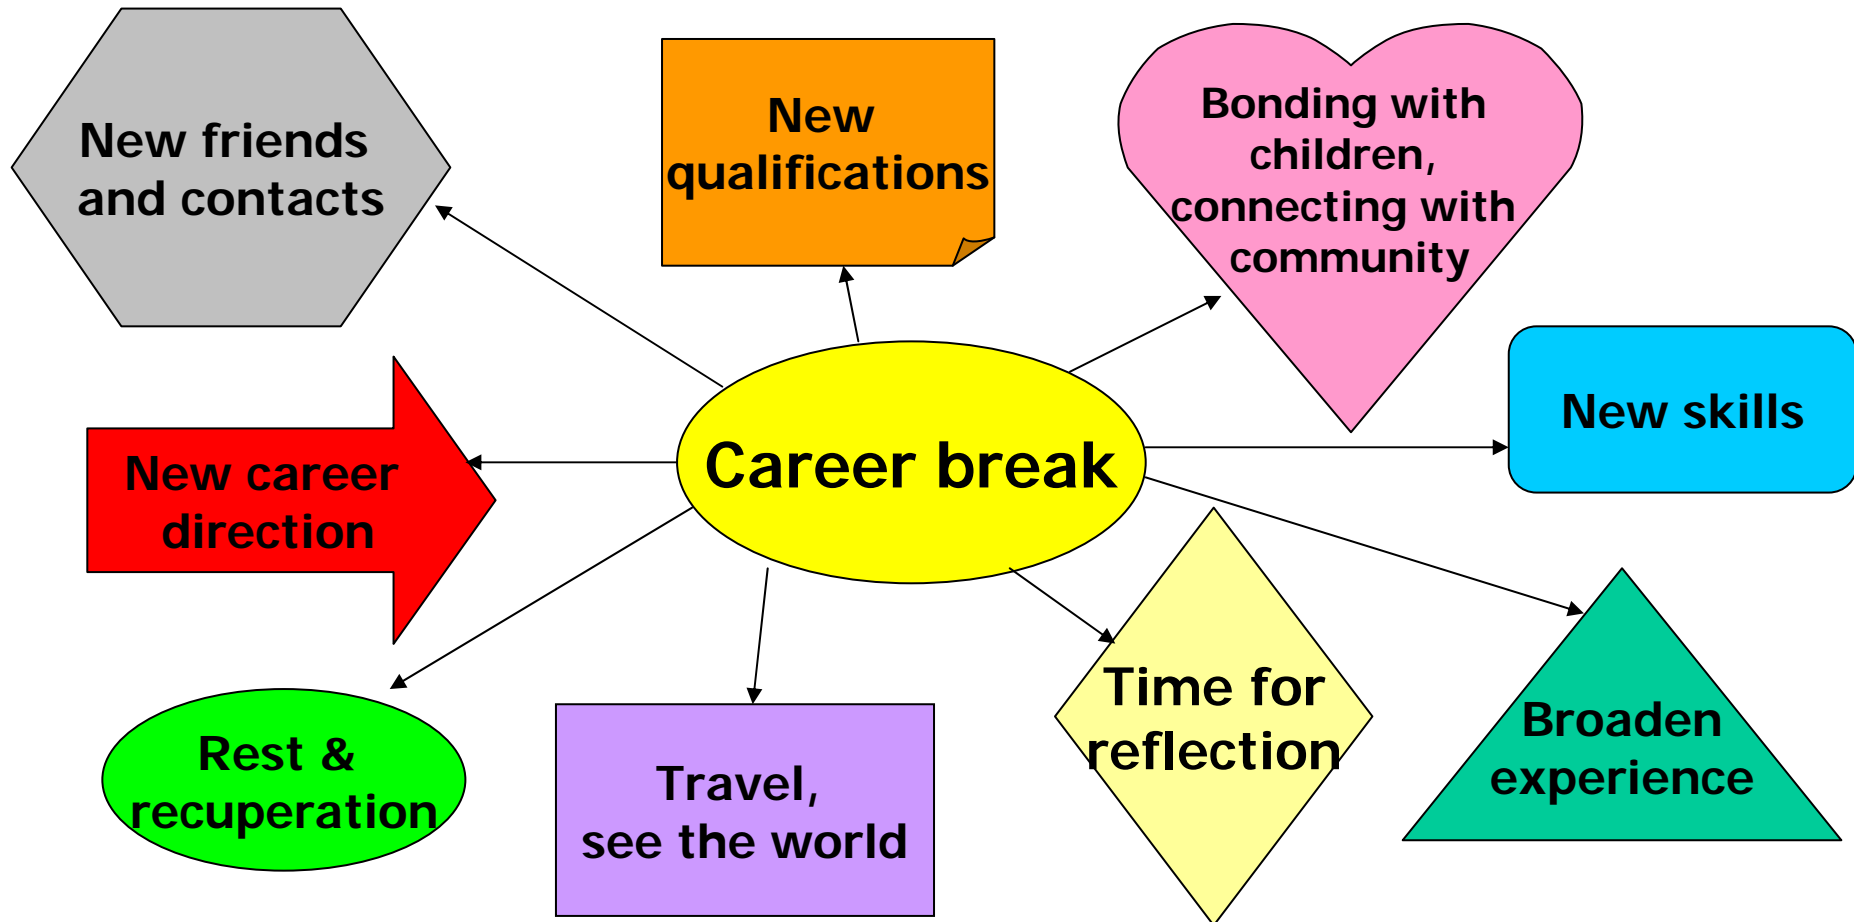 New friends
and contacts
New
qualifications
Bonding with
children,
connecting with
community
New skills
Career break
New career
direction
Rest &
recuperation
Travel,
see the world
Time for
reflection
Broaden
experience